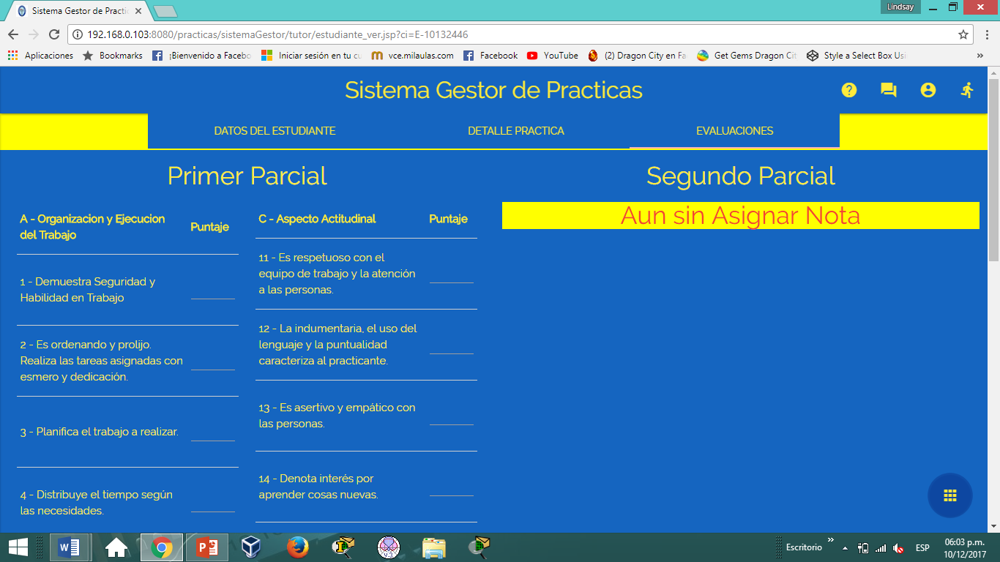 Lindsay
Sistema Gestor de Practic
192.168.0.103:8080/practicas/sistemaGestor/tutor/estudiante_ver.jsp?ci=E-10132446
Aplicaciones Bookmarks ¡Bienvenido a Facebo Iniciar sesión en tu cu vce.milaulas.com Facebook YouTube (2) Dragon City en Fa Get Gems Dragon Cit Style a Select Box Usi »
Sistema Gestor de Practicas
DATOS DEL ESTUDIANTE DETALLE PRACTICA EVALUACIONES
Primer Parcial
A - Organizacion y Ejecucion
del Trabajo
Puntaje
1 - Demuestra Seguridad y
Habilidad en Trabajo
2 - Es ordenando y prolijo.
Realiza las tareas asignadas con
esmero y dedicación.
3 - Planifica el trabajo a realizar.
4 - Distribuye el tiempo según
las necesidades.
C - Aspecto Actitudinal Puntaje
11 - Es respetuoso con el
equipo de trabajo y la atención
a las personas.
12 - La indumentaria, el uso del
lenguaje y la puntualidad
caracteriza al practicante.
13 - Es asertivo y empático con
las personas.
14 - Denota interés por
aprender cosas nuevas.
Segundo Parcial
Aun sin Asignar Nota
Escritorio » ESP 06:03 p.m.
10/12/2017